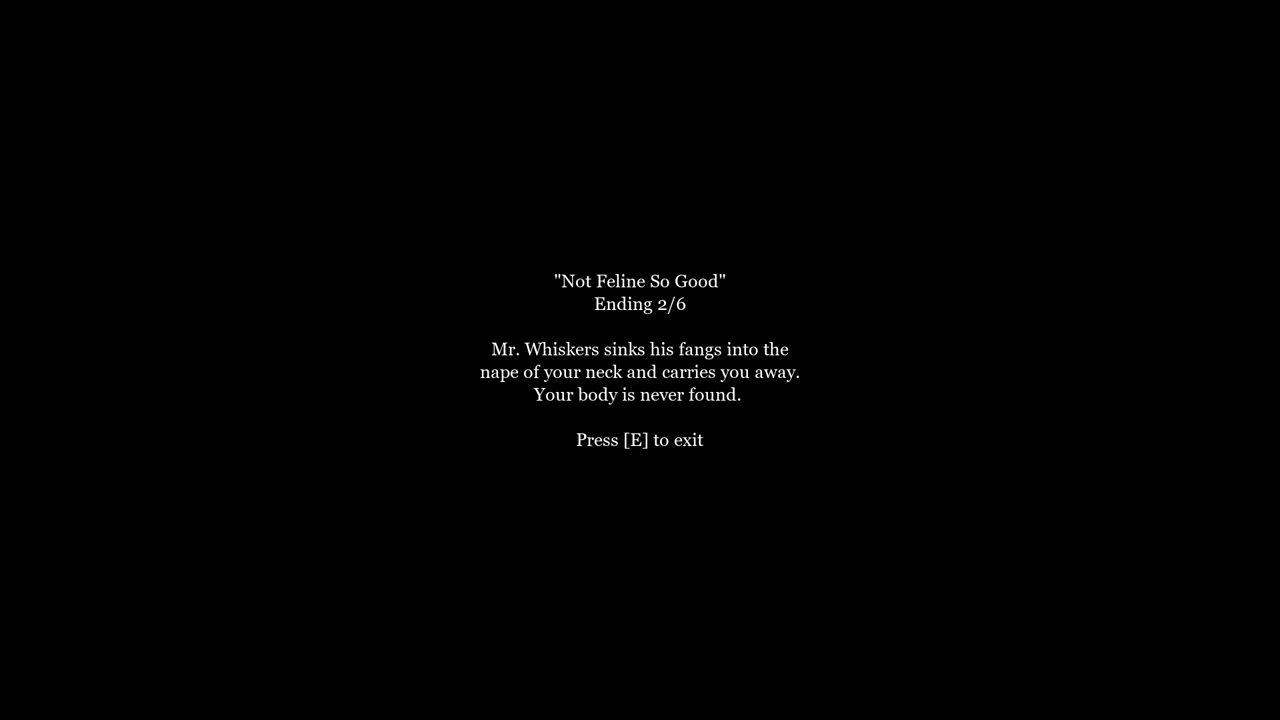 "Not Feline So Good"
Ending 2/6
Mr. Whiskers sinks his fangs into the
nape of your neck and carries you away.
Your body is never found.
Press [E] to exit